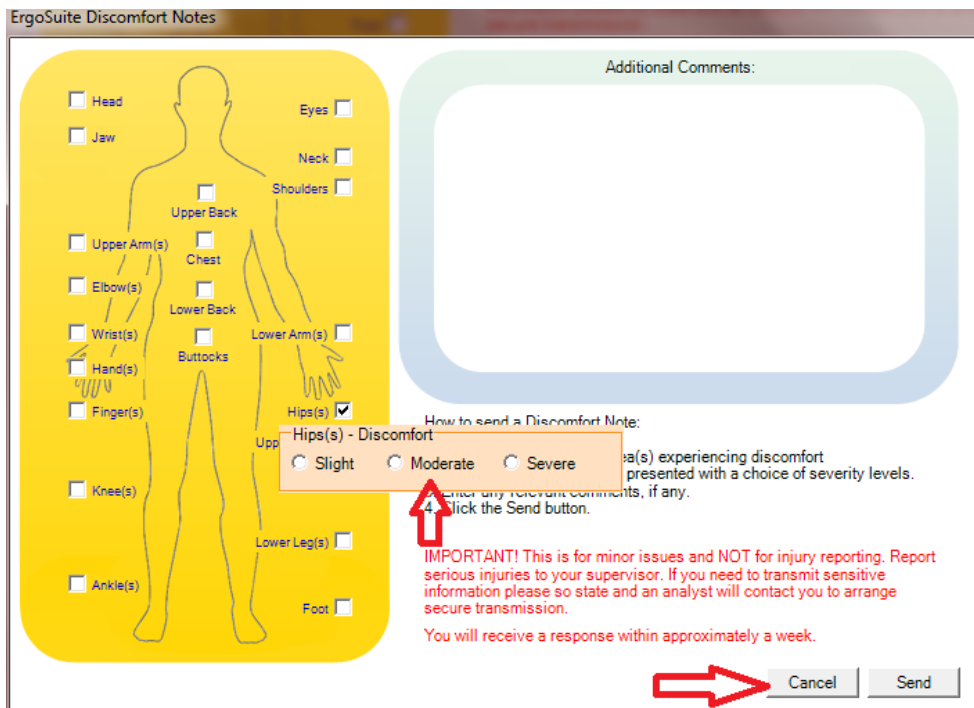 ErgoSuite Discomfort Notes
Head
Jaw
Eyes
Neck
Shoulders
Upper Back
Upper Arm(s)
Chest
Elbow(s)
Lower Back
Wrist(s)
Lower Arm(s)
Buttocks
Hand(s)
Finger(s)
Hips(s)
Upp
Hips(s) - Discomfort
Slight Moderate Severe
Knee(s)
Lower Leg(s)
Ankle(s)
Foot
Additional Comments:
How to send a Discomfort Note:
ea(s) experiencing discomfort
presented with a choice of severity levels.
Enter any relevant comments, if any.
4. Click the Send button.
IMPORTANT! This is for minor issues and NOT for injury reporting. Report
serious injuries to your supervisor. If you need to transmit sensitive
information please so state and an analyst will contact you to arrange
secure transmission.
You will receive a response within approximately a week.
Cancel Send